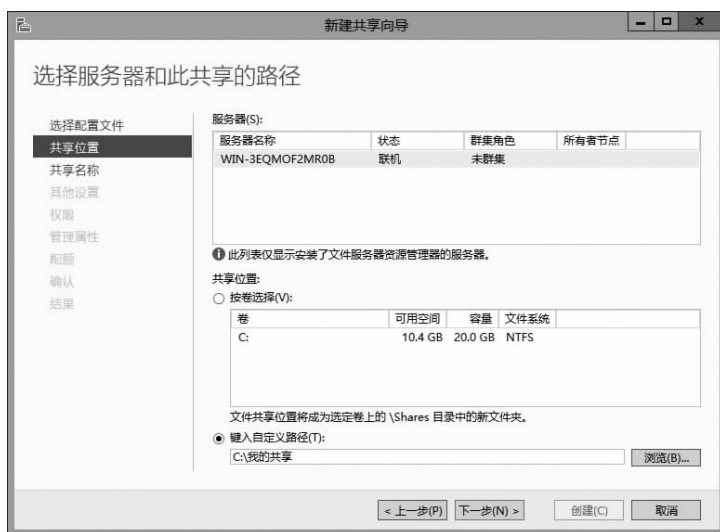 新建共享向导
选择服务器和此共享的路径
选择配置文件
共享位置
共享名称
其他设置
权限
管理属性
配额
确认
结果
服务器(S):
服务器名称 状态 群集角色 所有者节点
WIN-3EQMOF2MR0B 联机 未群集
此列表仅显示安装了文件服务器资源管理器的服务器。
共享位置:
按卷选择(V):
卷 可用空间 容量 文件系统
C: 10.4 GB 20.0 GB NTFS
文件共享位置将成为选定卷上的 \Shares 目录中的新文件夹。
键入自定义路径(T):
C:\我的共享
浏览(B)...
< 上一步(P) 下一步(N) > 创建(C) 取消